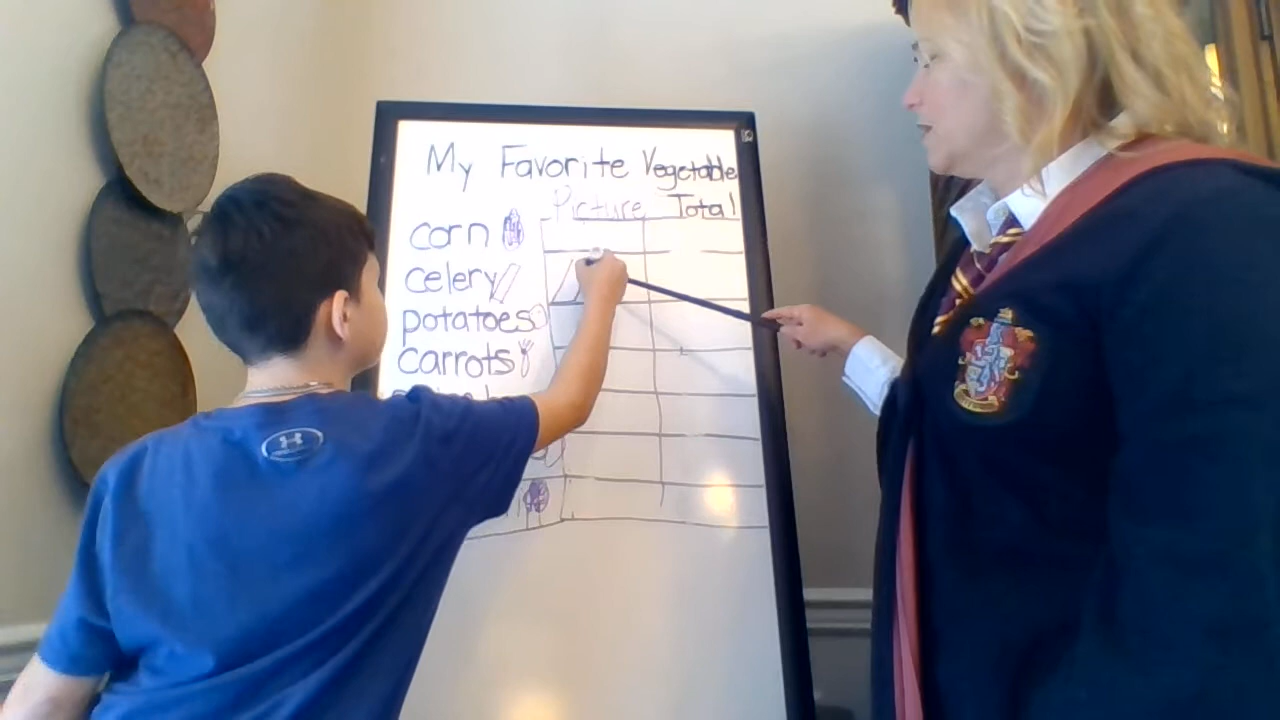 My Favorite Vegetable
Picture Total
corn
celery
potatoes
carrots